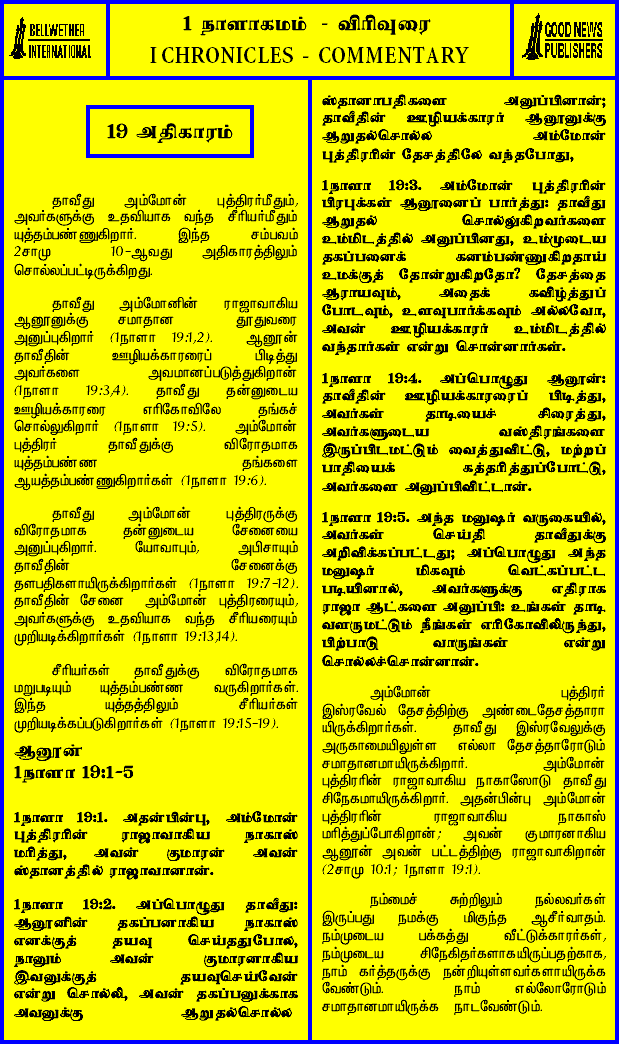 BELLWETHER
INTERNATIONAL
1 நாளாகமம் - விரிவுரை
I CHRONICLES - COMMENTARY
GOOD NEWS
PUBLISHERS
19 அதிகாரம்
தாவீது அம்மோன் புத்திரர்மீதும்,
அவர்களுக்கு உதவியாக வந்த சீரியர்மீதும்
யுத்தம்பண்ணுகிறார். இந்த சம்பவம்
2சாமு 10-ஆவது அதிகாரத்திலும்
சொல்லப்பட்டிருக்கிறது.
தாவீது அம்மோனின் ராஜாவாகிய
ஆனூனுக்கு சமாதான தூதுவரை
அனுப்புகிறார் (1நாளா 19:1,2). ஆனூன்
தாவீதின் ஊழியக்காரரைப் பிடித்து
அவர்களை அவமானப்படுத்துகிறான்
(1நாளா 19:3,4). தாவீது தன்னுடைய
ஊழியக்காரரை எரிகோவிலே தங்கச்
சொல்லுகிறார் (1நாளா 19:5). அம்மோன்
புத்திரர் தாவீதுக்கு விரோதமாக
யுத்தம்பண்ண தங்களை
ஆயத்தம்பண்ணுகிறார்கள் (1நாளா 19:6).
தாவீது அம்மோன் புத்திரருக்கு
விரோதமாக தன்னுடைய சேனையை
அனுப்புகிறார். யோவாபும், அபிசாயும்
தாவீதின் சேனைக்கு
தளபதிகளாயிருக்கிறார்கள் (1நாளா 19:7-12).
தாவீதின் சேனை அம்மோன் புத்திரரையும்,
அவர்களுக்கு உதவியாக வந்த சீரியரையும்
முறியடிக்கிறார்கள் (1நாளா 19:13,14).
சீரியர்கள் தாவீதுக்கு விரோதமாக
மறுபடியும் யுத்தம்பண்ண வருகிறார்கள்.
இந்த யுத்தத்திலும் சீரியர்கள்
முறியடிக்கப்படுகிறார்கள் (1நாளா 19:15-19).
ஆனூன்
1நாளா 19:1-5
1நாளா 19:1. அதன்பின்பு, அம்மோன்
புத்திரரின் ராஜாவாகிய நாகாஸ்
மரித்து, அவன் குமாரன் அவன்
ஸ்தானத்தில் ராஜாவானான்.
1நாளா 19:2. அப்பொழுது தாவீது:
ஆனூனின் தகப்பனாகிய நாகாஸ்
எனக்குத் தயவு செய்ததுபோல,
நானும் அவன் குமாரனாகிய
இவனுக்குத் தயவுசெய்வேன்
என்று சொல்லி, அவன் தகப்பனுக்காக
அவனுக்கு ஆறுதல்சொல்ல
ஸ்தானாபதிகளை அனுப்பினான்;
தாவீதின் ஊழியக்காரர் ஆனூனுக்கு
ஆறுதல்சொல்ல அம்மோன்
புத்திரரின் தேசத்திலே வந்தபோது,
1நாளா 19:3. அம்மோன் புத்திரரின்
பிரபுக்கள் ஆனூனைப் பார்த்து: தாவீது
ஆறுதல் சொல்லுகிறவர்களை
உம்மிடத்தில் அனுப்பினது, உம்முடைய
தகப்பனைக் கனம்பண்ணுகிறதாய்
உமக்குத் தோன்றுகிறதோ? தேசத்தை
ஆராயவும், அதைக் கவிழ்த்துப்
போடவும், உளவுபார்க்கவும் அல்லவோ,
அவன் ஊழியக்காரர் உம்மிடத்தில்
வந்தார்கள் என்று சொன்னார்கள்.
1நாளா 19:4. அப்பொழுது ஆனூன்:
தாவீதின் ஊழியக்காரரைப் பிடித்து,
அவர்கள் தாடியைச் சிரைத்து,
அவர்களுடைய வஸ்திரங்களை
இருப்பிடமட்டும் வைத்துவிட்டு, மற்றப்
பாதியைக் கத்தரித்துப்போட்டு,
அவர்களை அனுப்பிவிட்டான்.
1நாளா 19:5. அந்த மனுஷர் வருகையில்,
அவர்கள் செய்தி தாவீதுக்கு
அறிவிக்கப்பட்டது; அப்பொழுது அந்த
மனுஷர் மிகவும் வெட்கப்பட்ட
படியினால், அவர்களுக்கு எதிராக
ராஜா ஆட்களை அனுப்பி: உங்கள் தாடி
வளருமட்டும் நீங்கள் எரிகோவிலிருந்து,
பிற்பாடு வாருங்கள் என்று
சொல்லச்சொன்னான்.
அம்மோன் புத்திரர்
இஸ்ரவேல் தேசத்திற்கு அண்டைதேசத்தாரா
யிருக்கிறார்கள். தாவீது இஸ்ரவேலுக்கு
அருகாமையிலுள்ள எல்லா தேசத்தாரோடும்
சமாதானமாயிருக்கிறார். அம்மோன்
புத்திரரின் ராஜாவாகிய நாகாஸோடு தாவீது
சிநேகமாயிருக்கிறார். அதன்பின்பு அம்மோன்
புத்திரரின் ராஜாவாகிய நாகாஸ்
மரித்துப்போகிறான்; அவன் குமாரனாகிய
ஆனூன் அவன் பட்டத்திற்கு ராஜாவாகிறான்
(2சாமு 10:1; 1நாளா 19:1).
நம்மைச் சுற்றிலும் நல்லவர்கள்
இருப்பது நமக்கு மிகுந்த ஆசீர்வாதம்.
நம்முடைய பக்கத்து வீட்டுக்காரர்கள்,
நம்முடைய சிநேகிதர்களாகயிருப்பதற்காக,
நாம் கர்த்தருக்கு நன்றியுள்ளவர்களாயிருக்க
வேண்டும். நாம் எல்லோரோடும்
சமாதானமாயிருக்க நாடவேண்டும்.